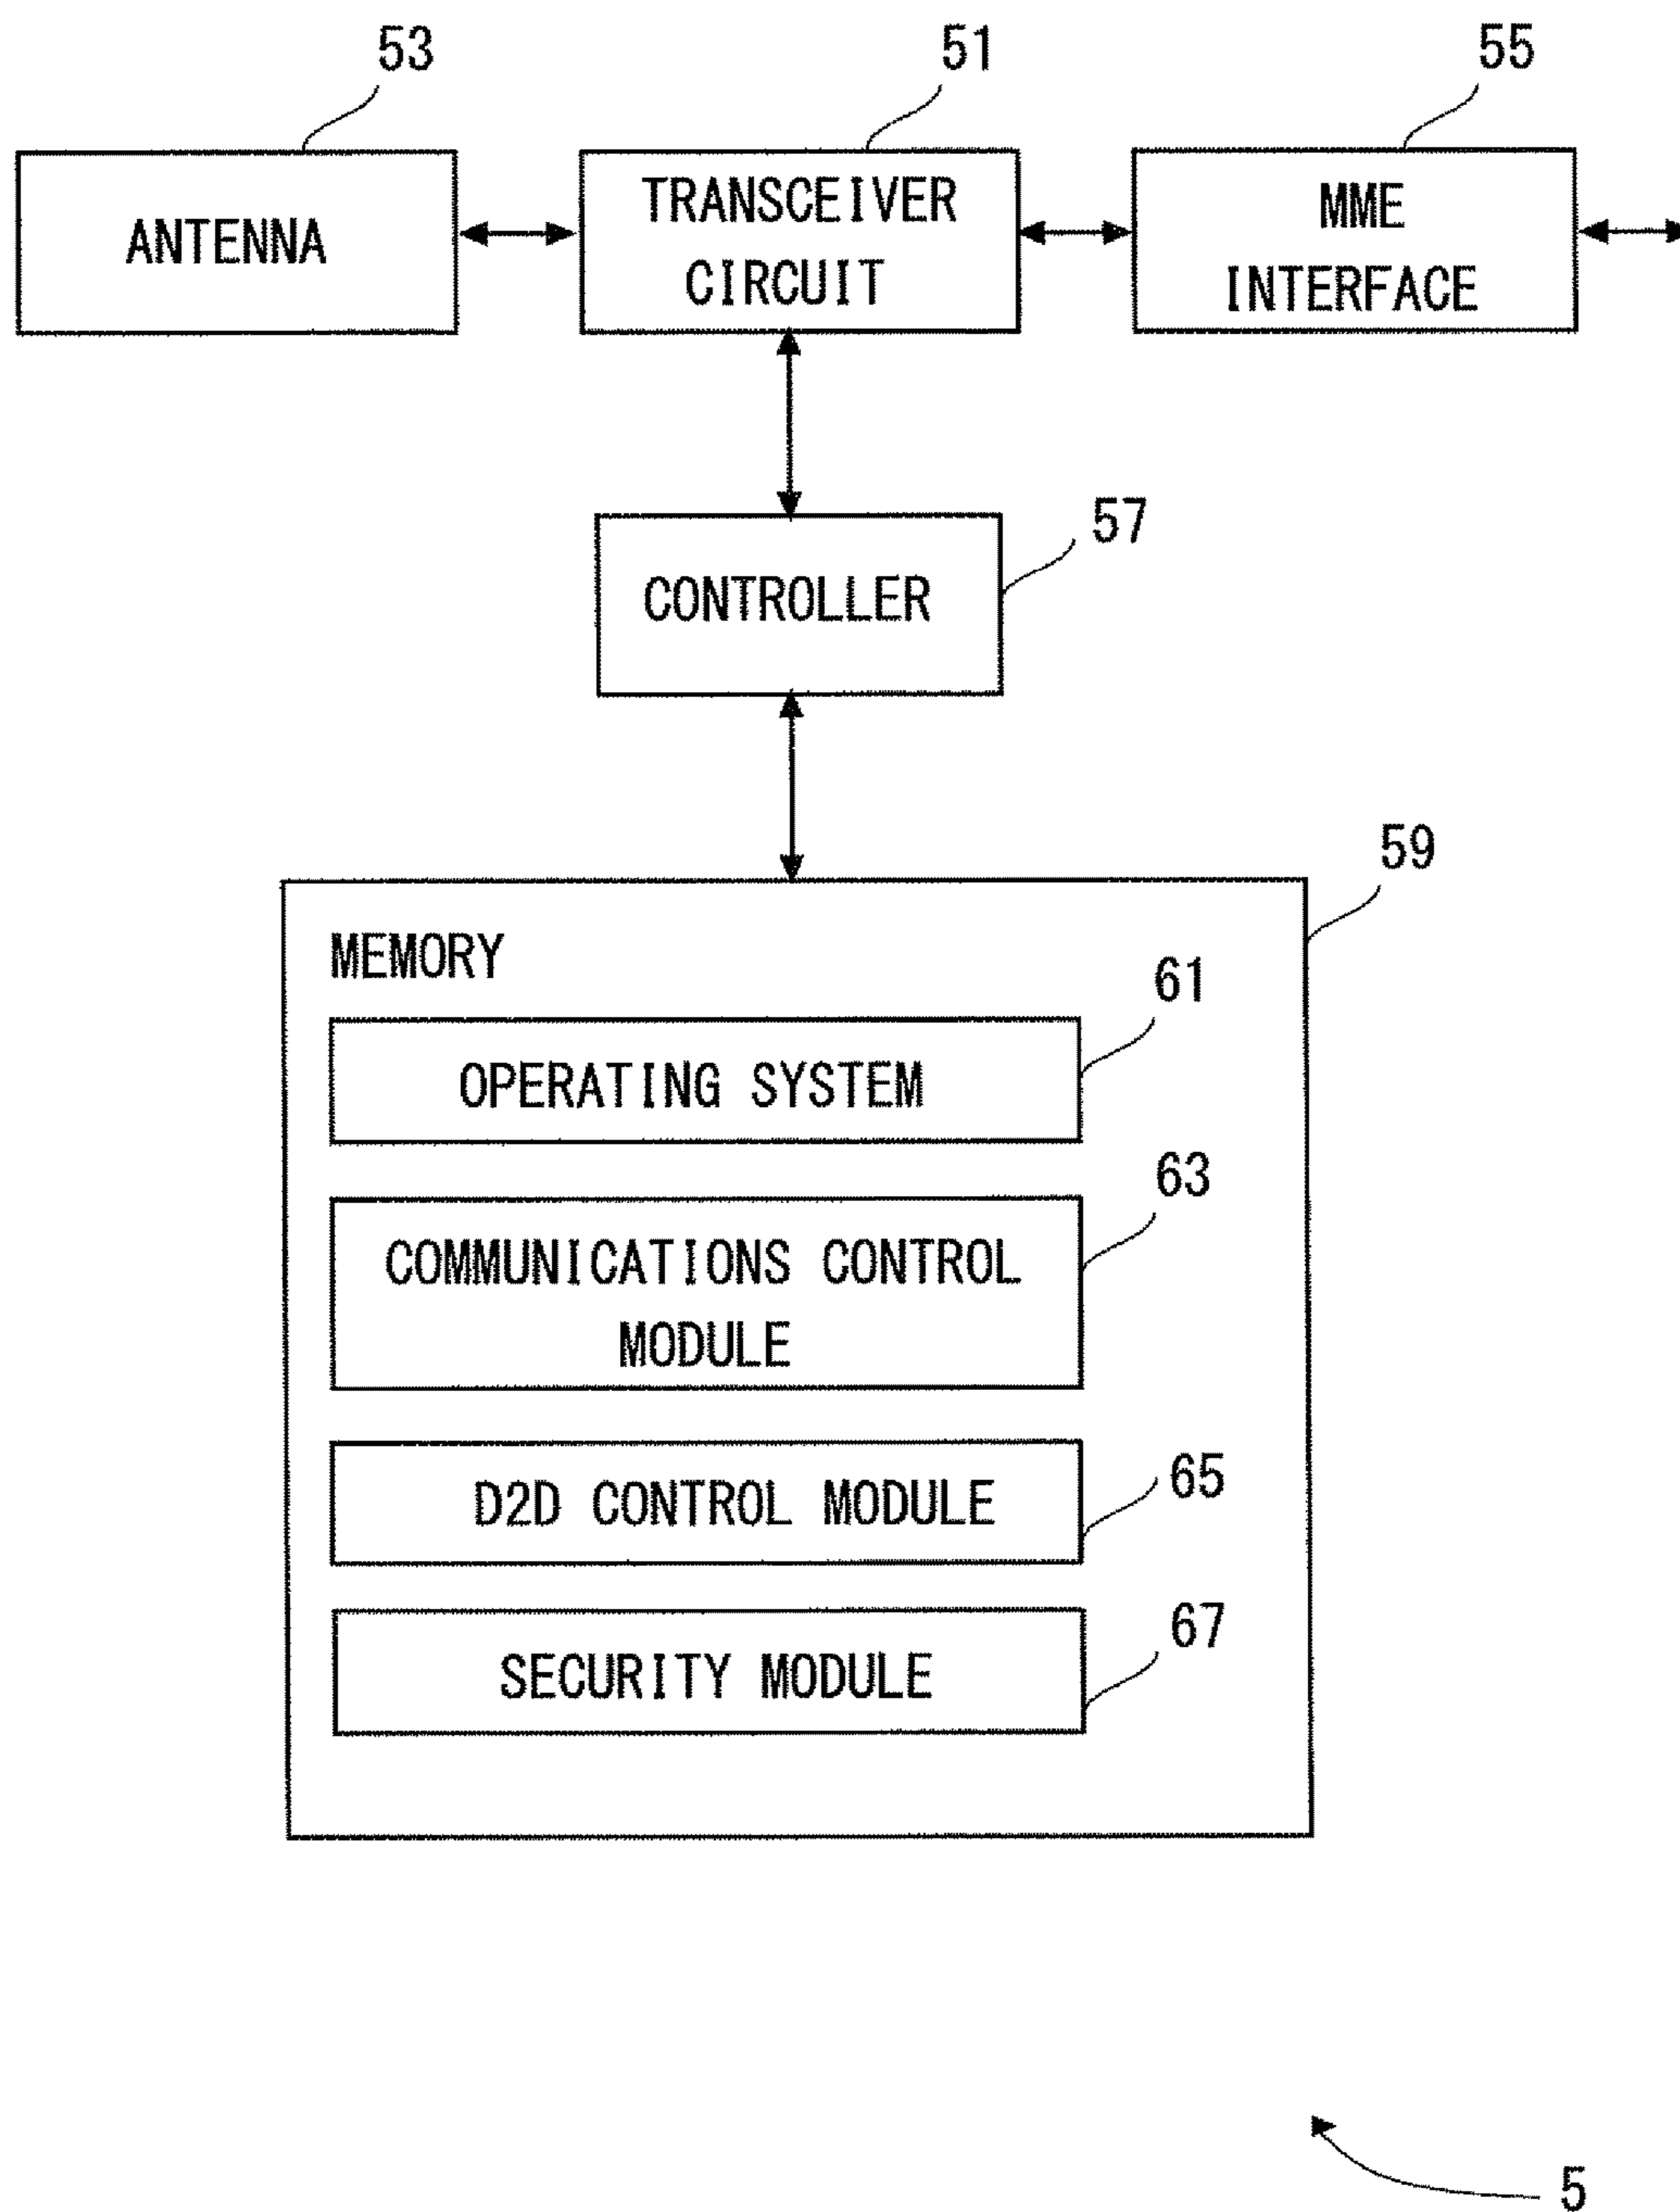 53
51
55
ANTENNA
TRANSCEIVER
CIRCUIT
MME
INTERFACE
57
CONTROLLER
59
MEMORY
61
OPERATING SYSTEM
63
COMMUNICATIONS CONTROL
MODULE
65
D2D CONTROL MODULE
67
SECURITY MODULE
5